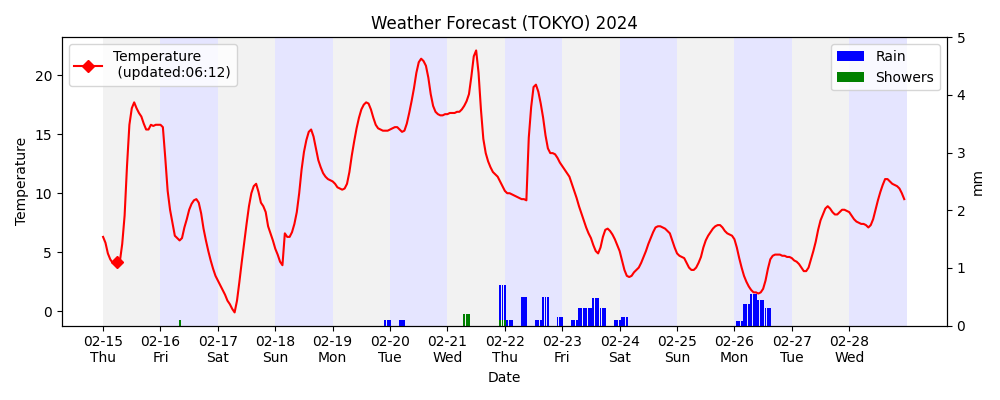 Weather Forecast (TOKYO) 2024
Temperature
(updated:06:12)
Rain
Showers
Temperature
20
15
10
5
0
5
4
3
2
1
0
mm
02-15 02-16 02-17 02-18 02-19 02-20 02-21 02-22 02-23 02-24 02-25 02-26 02-27 02-28
Thu Fri Sat Sun Mon Tue Wed Thu Fri Sat Sun Mon Tue Wed
Date